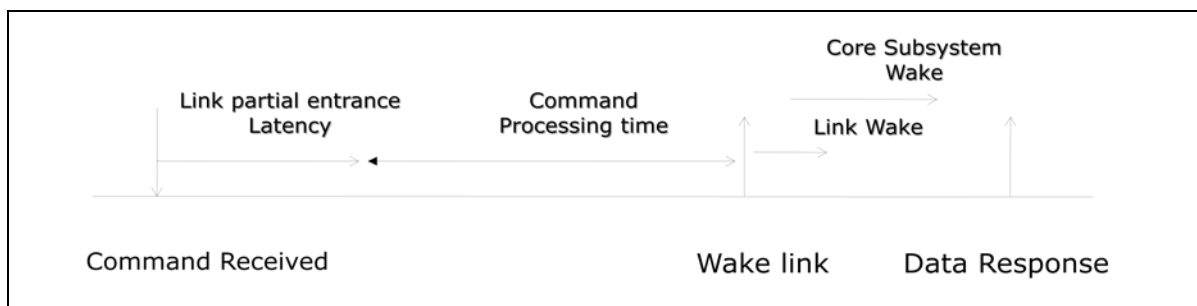 Core Subsystem
Wake
Link partial entrance
Latency
Command
Processing time
Link Wake
Command Received
Wake link
Data Response